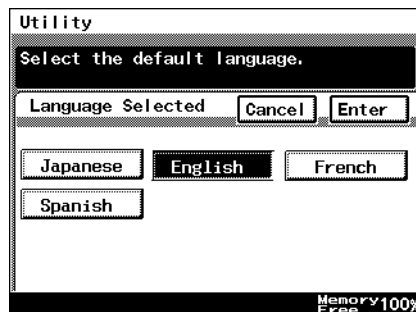 Utility
Select the default language.
Language Selected Cancel Enter
Japanese English French
Spanish
Memory 100%
Free